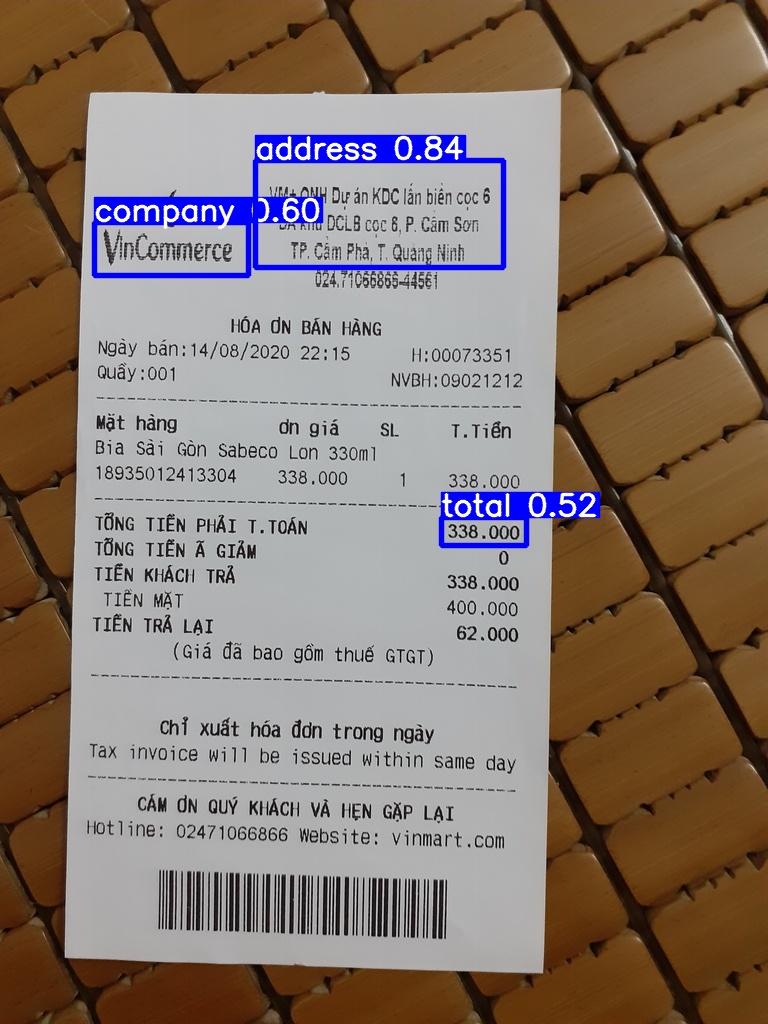 address 0.84
VM+ QNH Dự án KDC lấn biển cọc 6
company 0.60
DA khu DCLB cọc 6, P. Cẩm Sơn
VinCommerce
TP. Cẩm Phả, T. Quảng Ninh
024.71066866-44561
HÓA ƠN BÁN HÀNG
Ngày bán:14/08/2020 22:15 H:00073351
Quầy:001 NVBH:09021212
Mặt hàng ơn giá SL T.Tiền
Bia Sài Gòn Sabeco Lon 330ml
18935012413304 338.000 1 338.000
total 0.52
TỔNG TIỀN PHẢI T.TOÁN 338.000
TỔNG TIỀN Ã GIẢM 0
TIỀN KHÁCH TRẢ 338.000
TIỀN MẶT 400.000
TIỀN TRẢ LẠI 62.000
(Giá đã bao gồm thuế GTGT)
Chỉ xuất hóa đơn trong ngày
Tax invoice will be issued within same day
CÁM ƠN QUÝ KHÁCH VÀ HẸN GẶP LẠI
Hotline: 02471066866 Website: vinmart.com